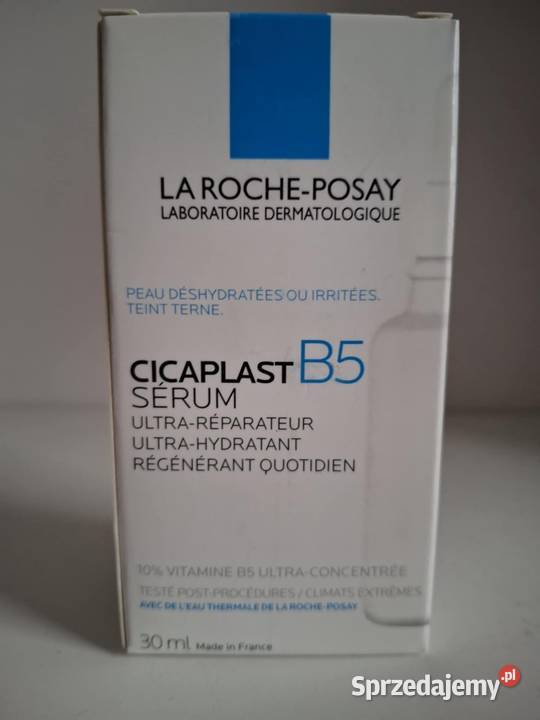 LA ROCHE-POSAY
LABORATOIRE DERMATOLOGIQUE
PEAU DÉSHYDRATÉES OU IRRITÉES.
TEINT TERNE.
CICAPLAST B5
SÉRUM
ULTRA-RÉPARATEUR
ULTRA-HYDRATANT
RÉGÉNÉRANT QUOTIDIEN
10% VITAMINE B5 ULTRA-CONCENTRÉE
TESTÉ POST-PROCÉDURES / CLIMATS EXTRÊMES
AVEC DE L'EAU THERMALE DE LA ROCHE-POSAY
30 ml Made in France
Sprzedajemy.pl